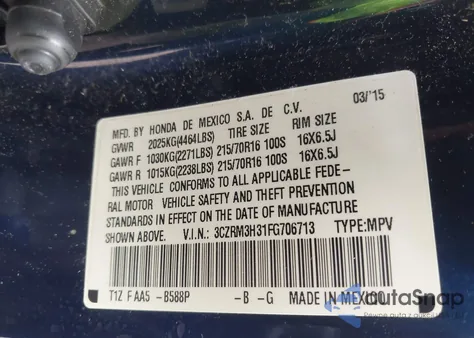 MFD. BY HONDA DE MEXICO S.A. DE C.V. 03/'15
GVWR 2025KG(4464LBS) TIRE SIZE RIM SIZE
GAWR F 1030KG(2271LBS) 215/70R16 100S 16X6.5J
GAWR R 1015KG(2238LBS) 215/70R16 100S 16X6.5J
THIS VEHICLE CONFORMS TO ALL APPLICABLE FEDE-
RAL MOTOR VEHICLE SAFETY AND THEFT PREVENTION
STANDARDS IN EFFECT ON THE DATE OF MANUFACTURE
SHOWN ABOVE. V.I.N.: 3CZRM3H31FG706713 TYPE:MPV
T1Z FAA5 -B588P -B -G MADE IN MEXICO
autoSnap